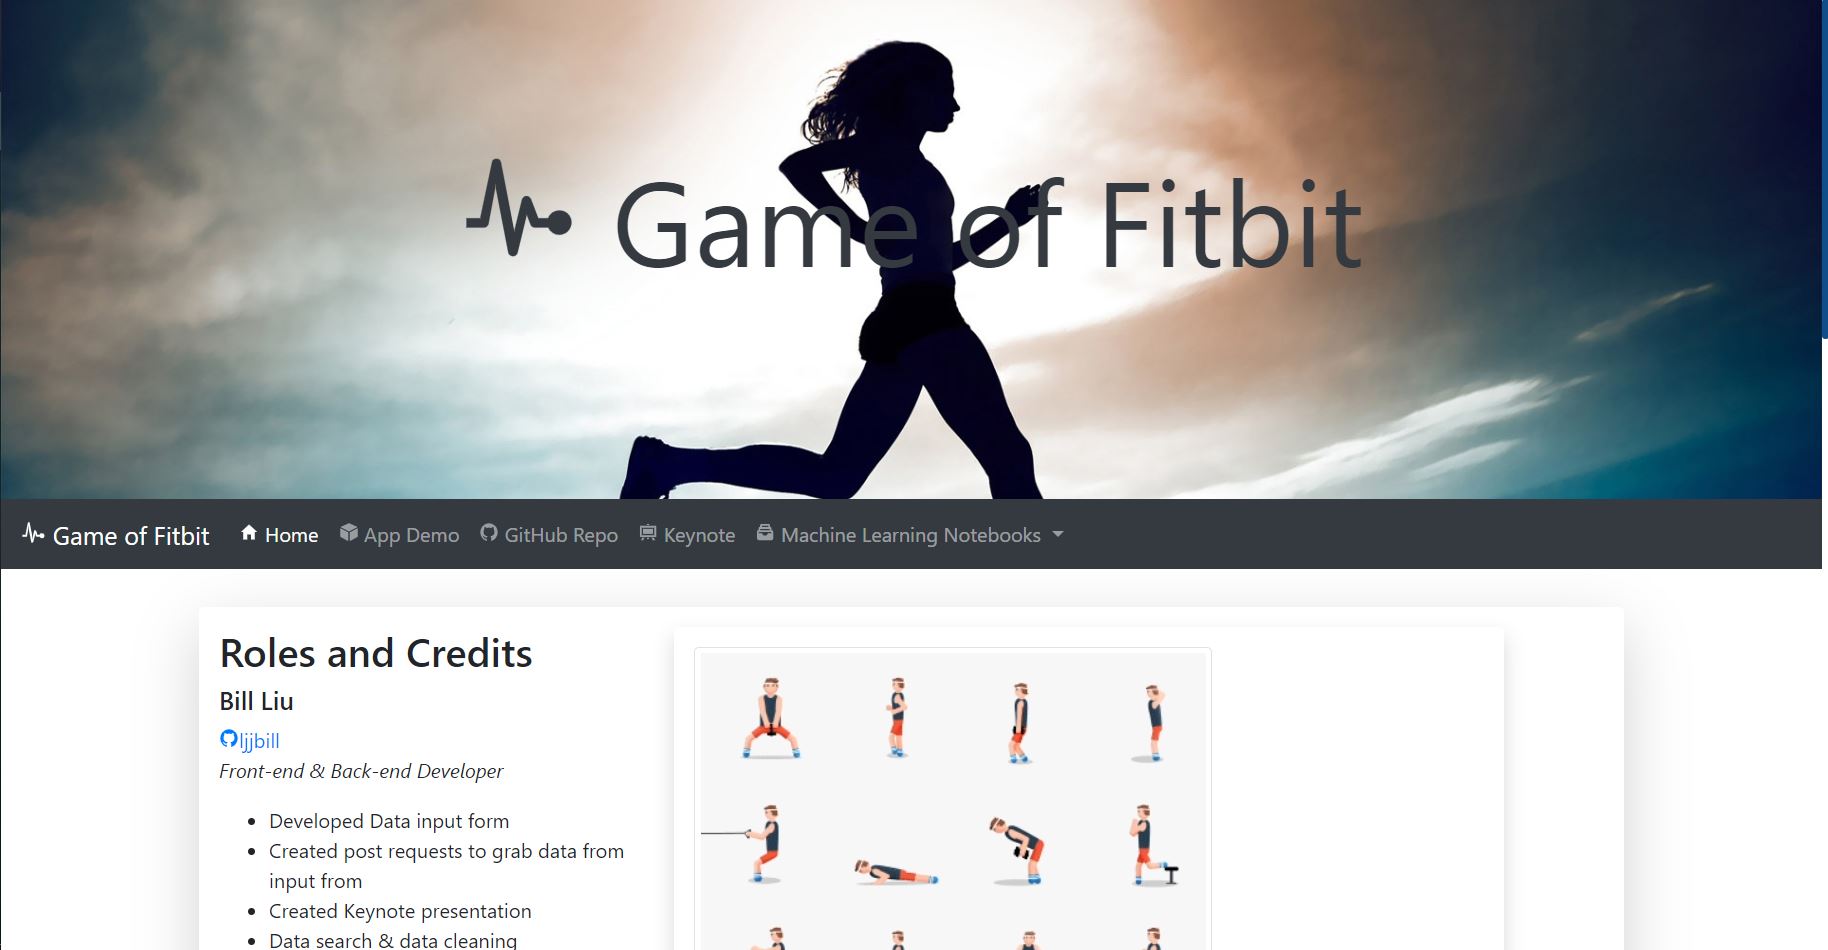 Game of Fitbit
Game of Fitbit Home App Demo GitHub Repo Keynote Machine Learning Notebooks
Roles and Credits
Bill Liu
ljjbill
Front-end & Back-end Developer
Developed Data input form
Created post requests to grab data from
input from
Created Keynote presentation
Data search & data cleaning